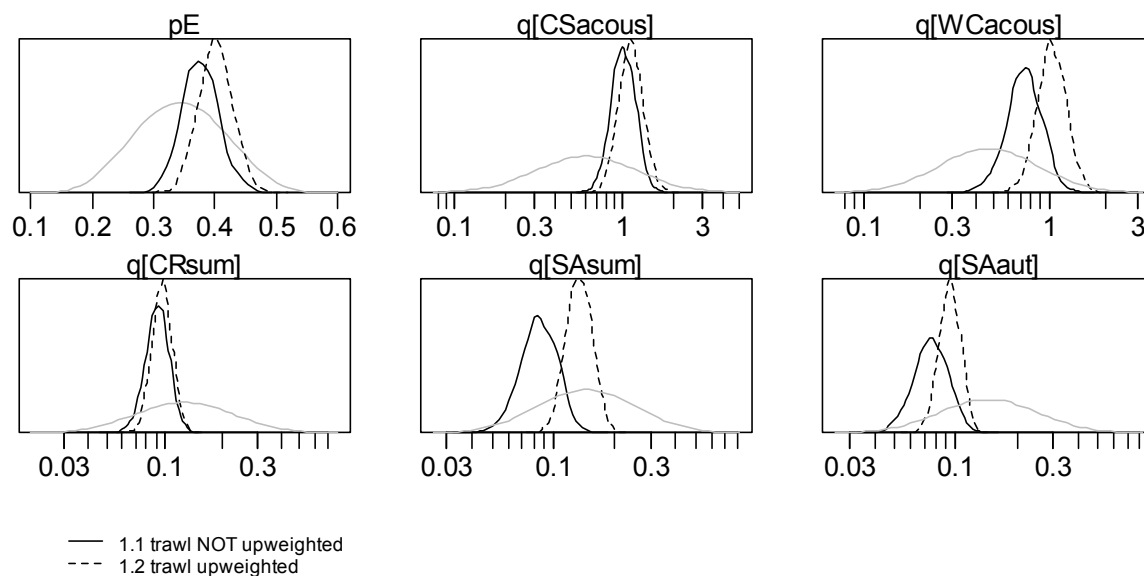 pE q[CSacous] q[WCacous]
0.1 0.2 0.3 0.4 0.5 0.6 0.1 0.3 1 3 0.1 0.3 1 3
q[CRsum] q[SAsum] q[SAaut]
0.03 0.1 0.3 0.03 0.1 0.3 0.03 0.1 0.3
1.1 trawl NOT upweighted
1.2 trawl upweighted